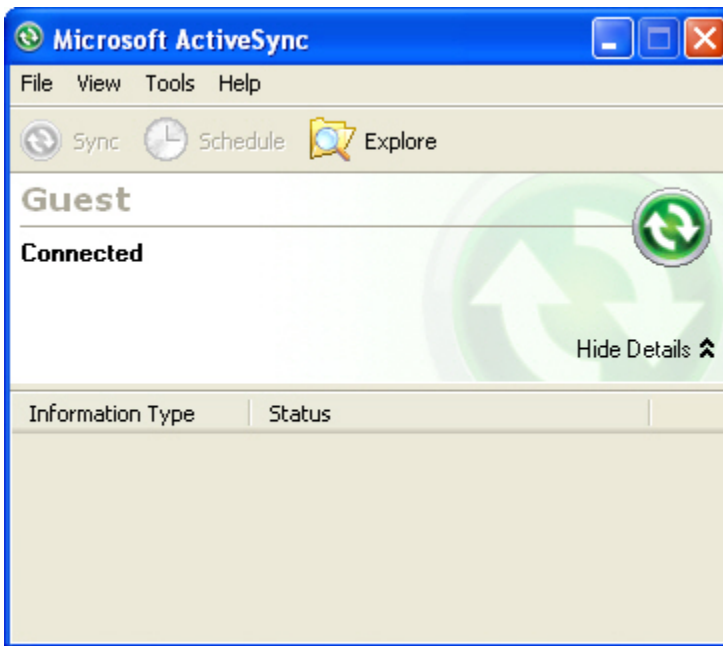 Microsoft ActiveSync
File View Tools Help
Sync Schedule Explore
Guest
Connected
Hide Details
Information Type Status